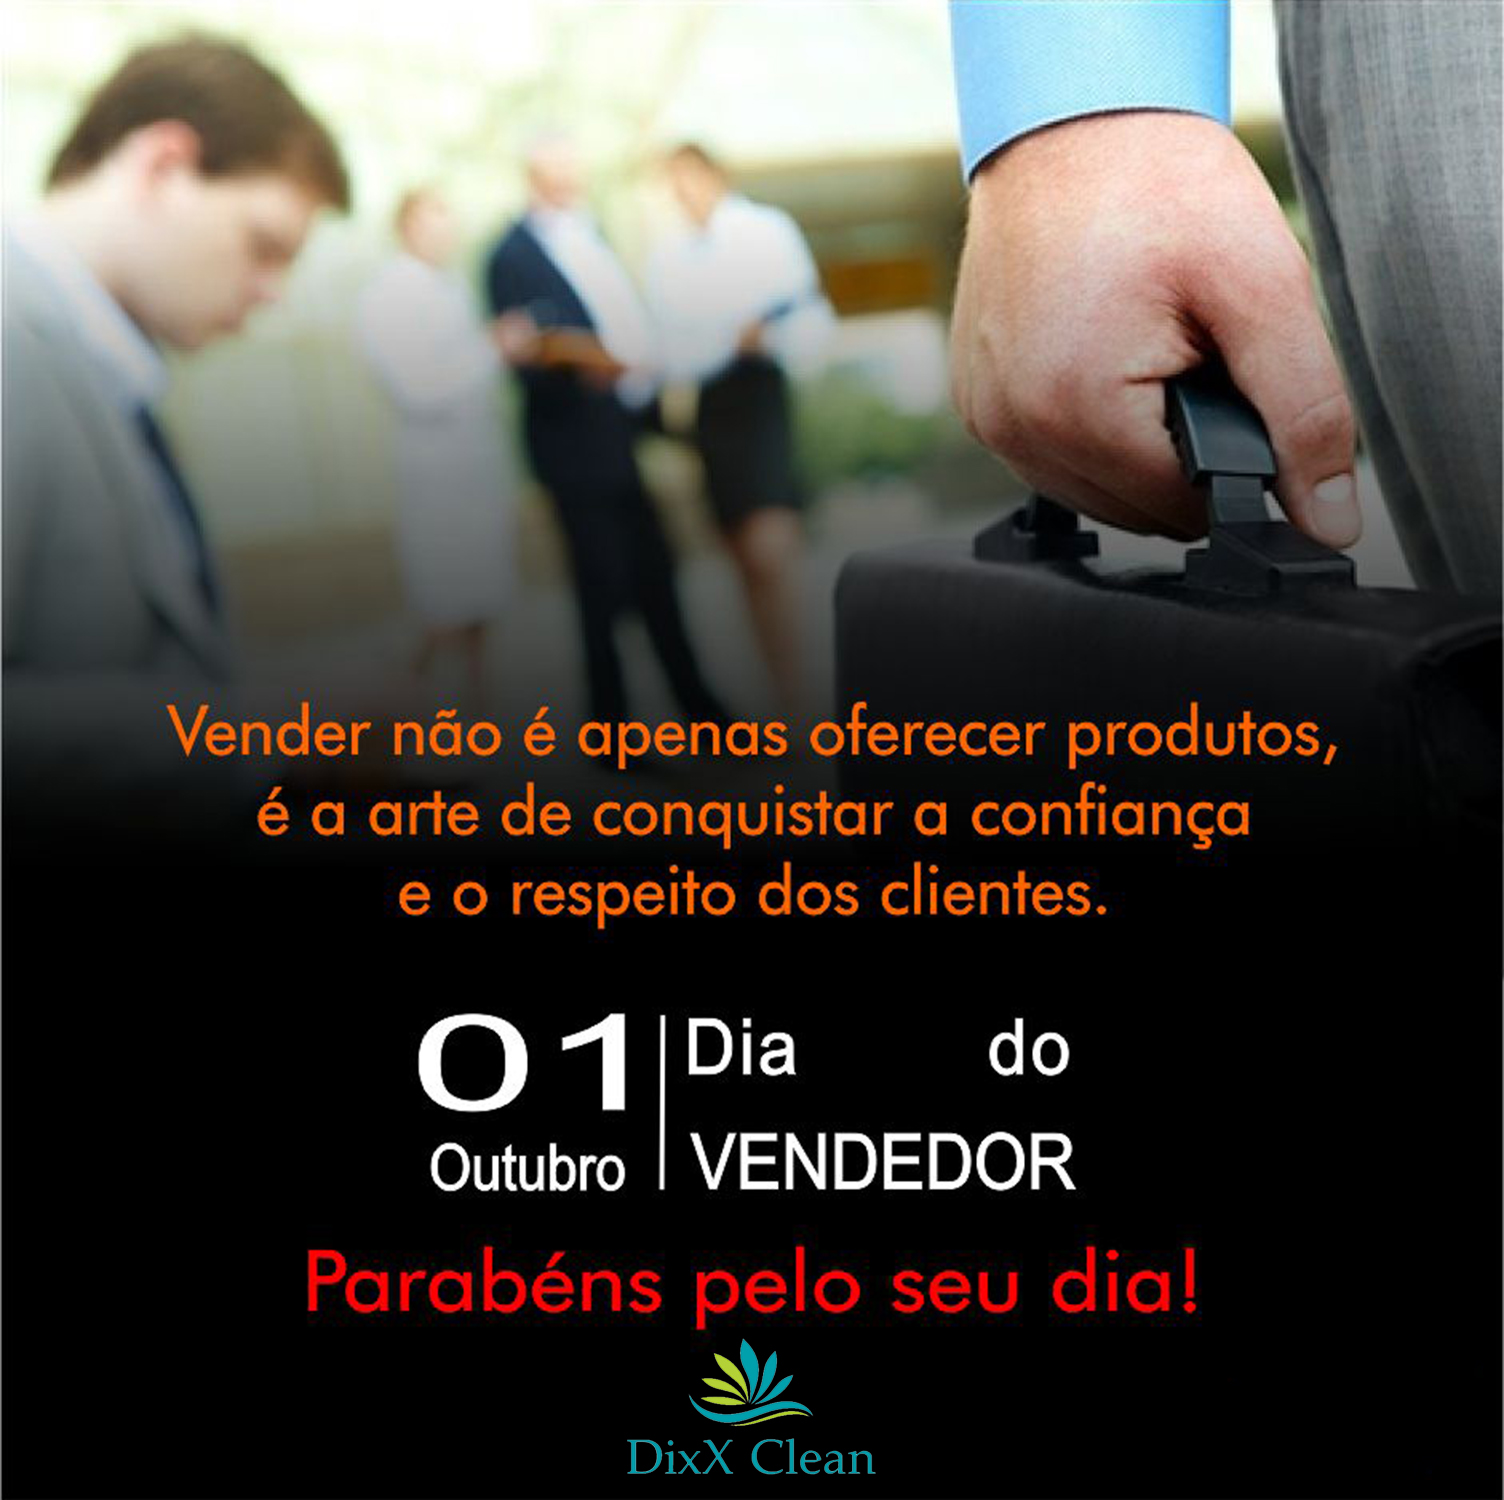 Vender não é apenas oferecer produtos,
é a arte de conquistar a confiança
e o respeito dos clientes.
01
Outubro
Dia do
VENDEDOR
Parabéns pelo seu dia!
DixX Clean